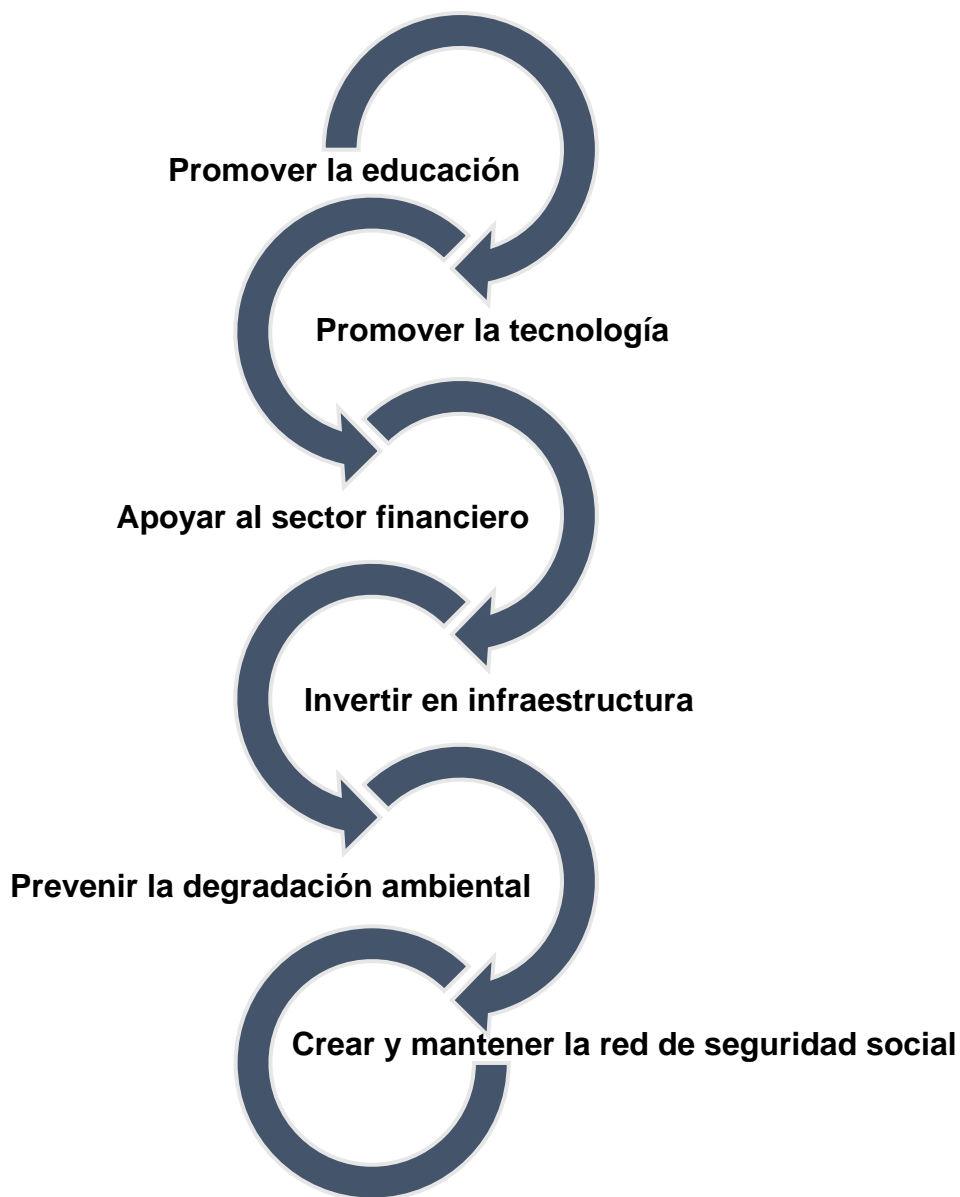 Promover la educación
Promover la tecnología
Apoyar al sector financiero
Invertir en infraestructura
Prevenir la degradación ambiental
Crear y mantener la red de seguridad social